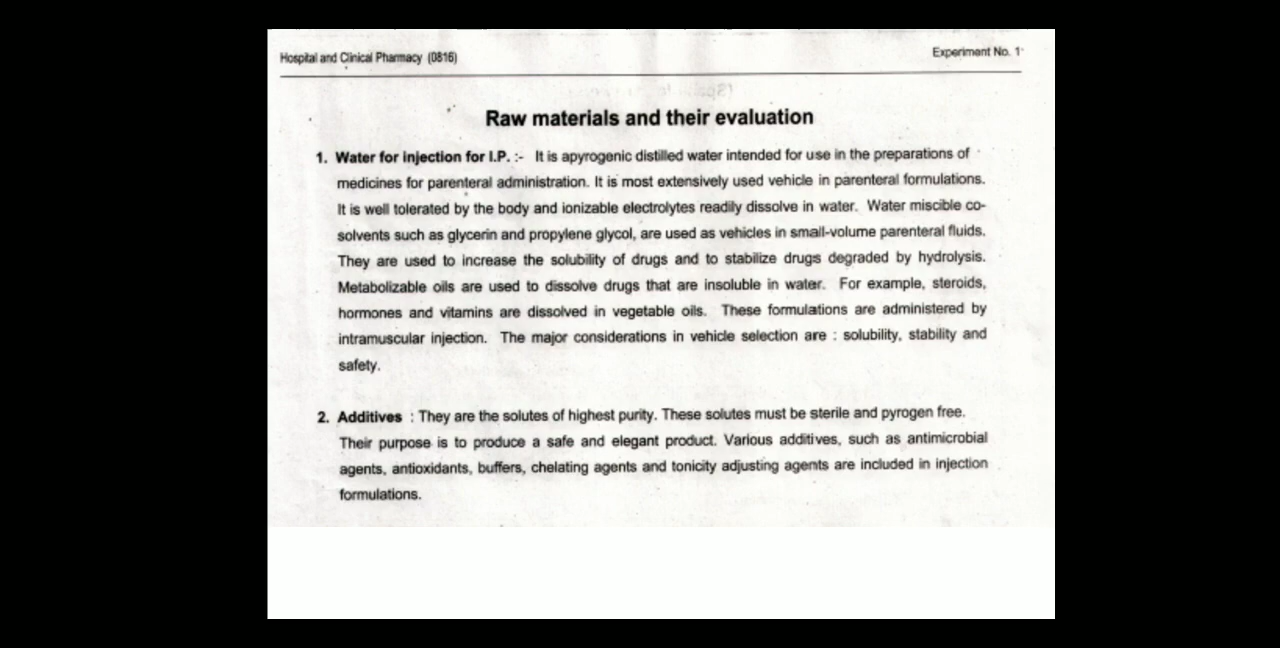 Hospital and Clinical Pharmacy (0816)
Experiment No. 1
Raw materials and their evaluation
1. Water for injection for I.P. :- It is apyrogenic distilled water intended for use in the preparations of
medicines for parenteral administration. It is most extensively used vehicle in parenteral formulations.
It is well tolerated by the body and ionizable electrolytes readily dissolve in water. Water miscible co-
solvents such as glycerin and propylene glycol, are used as vehicles in small-volume parenteral fluids.
They are used to increase the solubility of drugs and to stabilize drugs degraded by hydrolysis.
Metabolizable oils are used to dissolve drugs that are insoluble in water. For example, steroids,
hormones and vitamins are dissolved in vegetable oils. These formulations are administered by
intramuscular injection. The major considerations in vehicle selection are : solubility, stability and
safety.
2. Additives : They are the solutes of highest purity. These solutes must be sterile and pyrogen free.
Their purpose is to produce a safe and elegant product. Various additives, such as antimicrobial
agents, antioxidants, buffers, chelating agents and tonicity adjusting agents are included in injection
formulations.